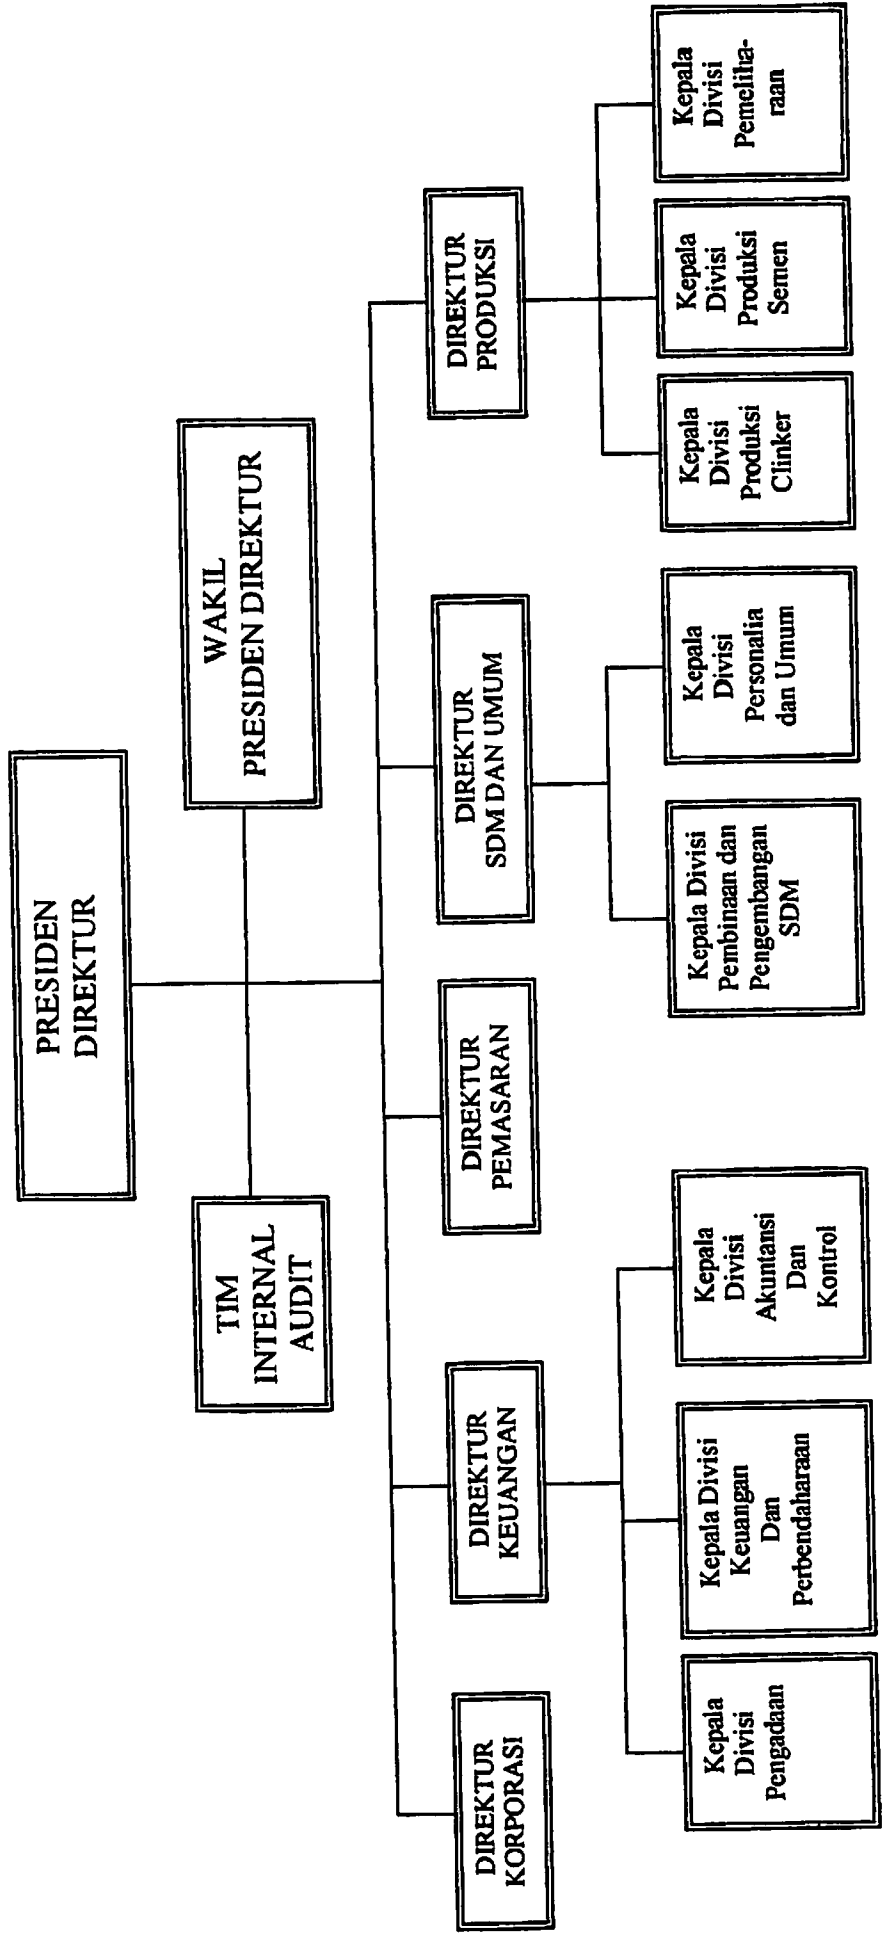 PRESIDEN
DIREKTUR
TIM
INTERNAL
AUDIT
WAKIL
PRESIDEN DIREKTUR
DIREKTUR
KORPORASI
DIREKTUR
KEUANGAN
DIREKTUR
PEMASARAN
DIREKTUR
SDM DAN UMUM
DIREKTUR
PRODUKSI
Kepala
Divisi
Pengadaan
Kepala Divisi
Keuangan
Dan
Perbendaharaan
Kepala
Divisi
Akuntansi
Dan
Kontrol
Kepala Divisi
Pembinaan dan
Pengembangan
SDM
Kepala
Divisi
Personalia
dan Umum
Kepala
Divisi
Produksi
Clinker
Kepala
Divisi
Produksi
Semen
Kepala
Divisi
Pemeliha-
raan